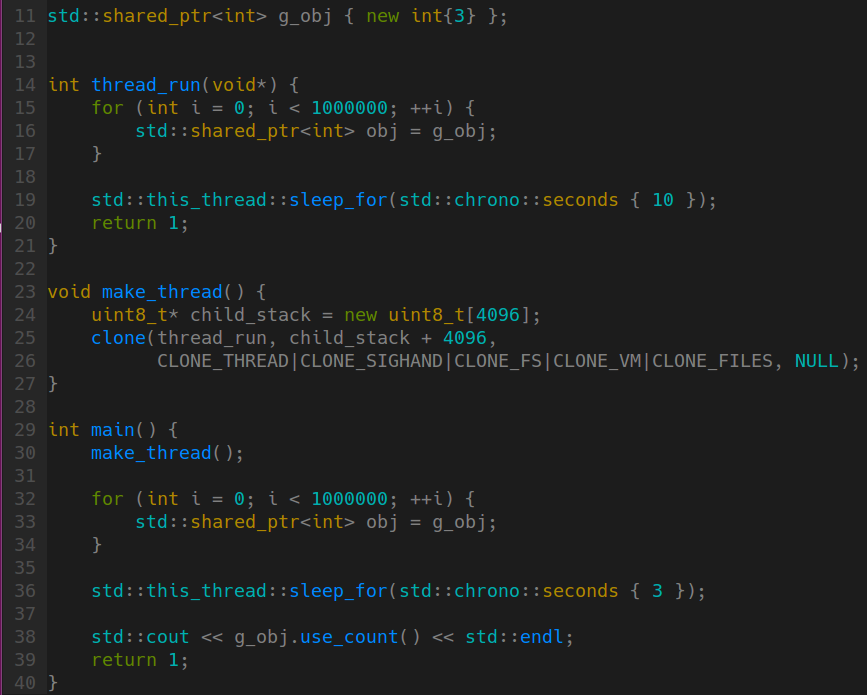 11 std::shared_ptr<int> g_obj { new int{3} };
12
13
14 int thread_run(void*) {
15     for (int i = 0; i < 1000000; ++i) {
16         std::shared_ptr<int> obj = g_obj;
17     }
18
19     std::this_thread::sleep_for(std::chrono::seconds { 10 });
20     return 1;
21 }
22
23 void make_thread() {
24     uint8_t* child_stack = new uint8_t[4096];
25     clone(thread_run, child_stack + 4096,
26           CLONE_THREAD|CLONE_SIGHAND|CLONE_FS|CLONE_VM|CLONE_FILES, NULL);
27 }
28
29 int main() {
30     make_thread();
31
32     for (int i = 0; i < 1000000; ++i) {
33         std::shared_ptr<int> obj = g_obj;
34     }
35
36     std::this_thread::sleep_for(std::chrono::seconds { 3 });
37
38     std::cout << g_obj.use_count() << std::endl;
39     return 1;
40 }